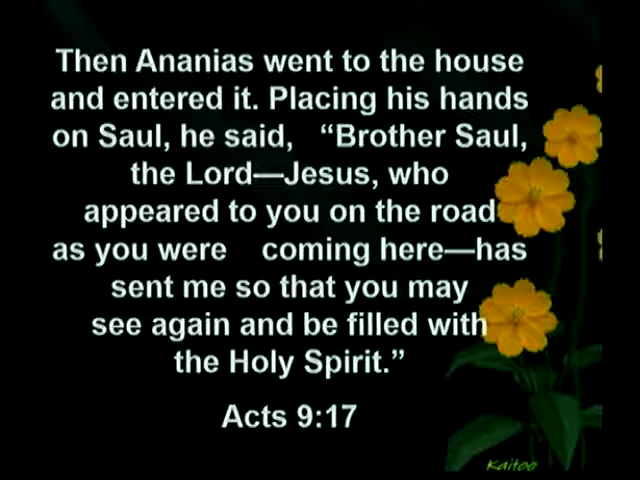 Then Ananias went to the house
and entered it. Placing his hands
on Saul, he said, “Brother Saul,
the Lord—Jesus, who
appeared to you on the road
as you were coming here—has
sent me so that you may
see again and be filled with
the Holy Spirit.”
Acts 9:17
Kaitoo